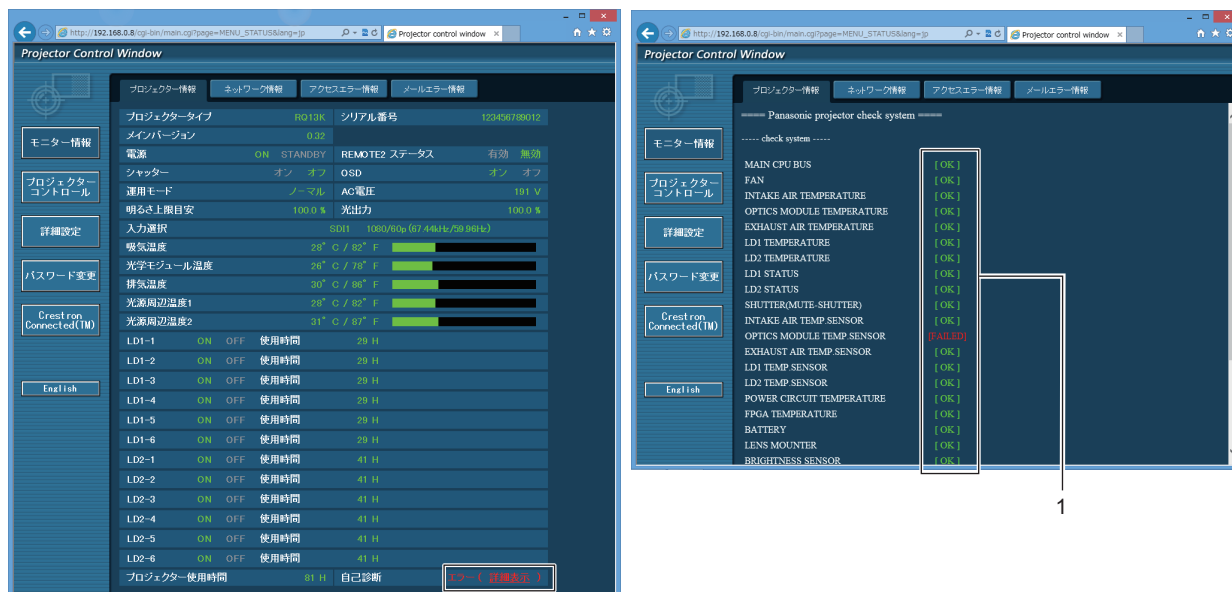 http://192.168.0.8/cgi-bin/main.cgi?page=MENU_STATUS&lang=jp
Projector control window
Projector Control Window
モニター情報
プロジェクター
コントロール
詳細設定
パスワード変更
Crestron
Connected(TM)
English
プロジェクター情報 ネットワーク情報 アクセスエラー情報 メールエラー情報
プロジェクタータイプ RQ13K シリアル番号 123456789012
メインバージョン 0.32
電源 ON STANDBY REMOTE2 ステータス 有効 無効
シャッター オン オフ OSD オン オフ
運用モード ノーマル AC電圧 191 V
明るさ上限目安 100.0 % 光出力 100.0 %
入力選択 SDI1 1080/60p (67.44kHz/59.96Hz)
吸気温度 28° C / 82° F
光学モジュール温度 26° C / 78° F
排気温度 30° C / 86° F
光源周辺温度1 28° C / 82° F
光源周辺温度2 31° C / 87° F
LD1-1 ON OFF 使用時間 29 H
LD1-2 ON OFF 使用時間 29 H
LD1-3 ON OFF 使用時間 29 H
LD1-4 ON OFF 使用時間 29 H
LD1-5 ON OFF 使用時間 29 H
LD1-6 ON OFF 使用時間 29 H
LD2-1 ON OFF 使用時間 41 H
LD2-2 ON OFF 使用時間 41 H
LD2-3 ON OFF 使用時間 41 H
LD2-4 ON OFF 使用時間 41 H
LD2-5 ON OFF 使用時間 41 H
LD2-6 ON OFF 使用時間 41 H
プロジェクター使用時間 81 H 自己診断 エラー ( 詳細表示 )
http://192.168.0.8/cgi-bin/main.cgi?page=MENU_STATUS&lang=jp
Projector control window
Projector Control Window
モニター情報
プロジェクター
コントロール
詳細設定
パスワード変更
Crestron
Connected(TM)
English
プロジェクター情報 ネットワーク情報 アクセスエラー情報 メールエラー情報
==== Panasonic projector check system ====
----- check system -----
MAIN CPU BUS [ OK ]
FAN [ OK ]
INTAKE AIR TEMPERATURE [ OK ]
OPTICS MODULE TEMPERATURE [ OK ]
EXHAUST AIR TEMPERATURE [ OK ]
LD1 TEMPERATURE [ OK ]
LD2 TEMPERATURE [ OK ]
LD1 STATUS [ OK ]
LD2 STATUS [ OK ]
SHUTTER(MUTE-SHUTTER) [ OK ]
INTAKE AIR TEMP.SENSOR [ OK ]
OPTICS MODULE TEMP.SENSOR [FAILED]
EXHAUST AIR TEMP.SENSOR [ OK ]
LD1 TEMP.SENSOR [ OK ]
LD2 TEMP.SENSOR [ OK ]
POWER CIRCUIT TEMPERATURE [ OK ]
FPGA TEMPERATURE [ OK ]
BATTERY [ OK ]
LENS MOUNTER [ OK ]
BRIGHTNESS SENSOR [ OK ]
1